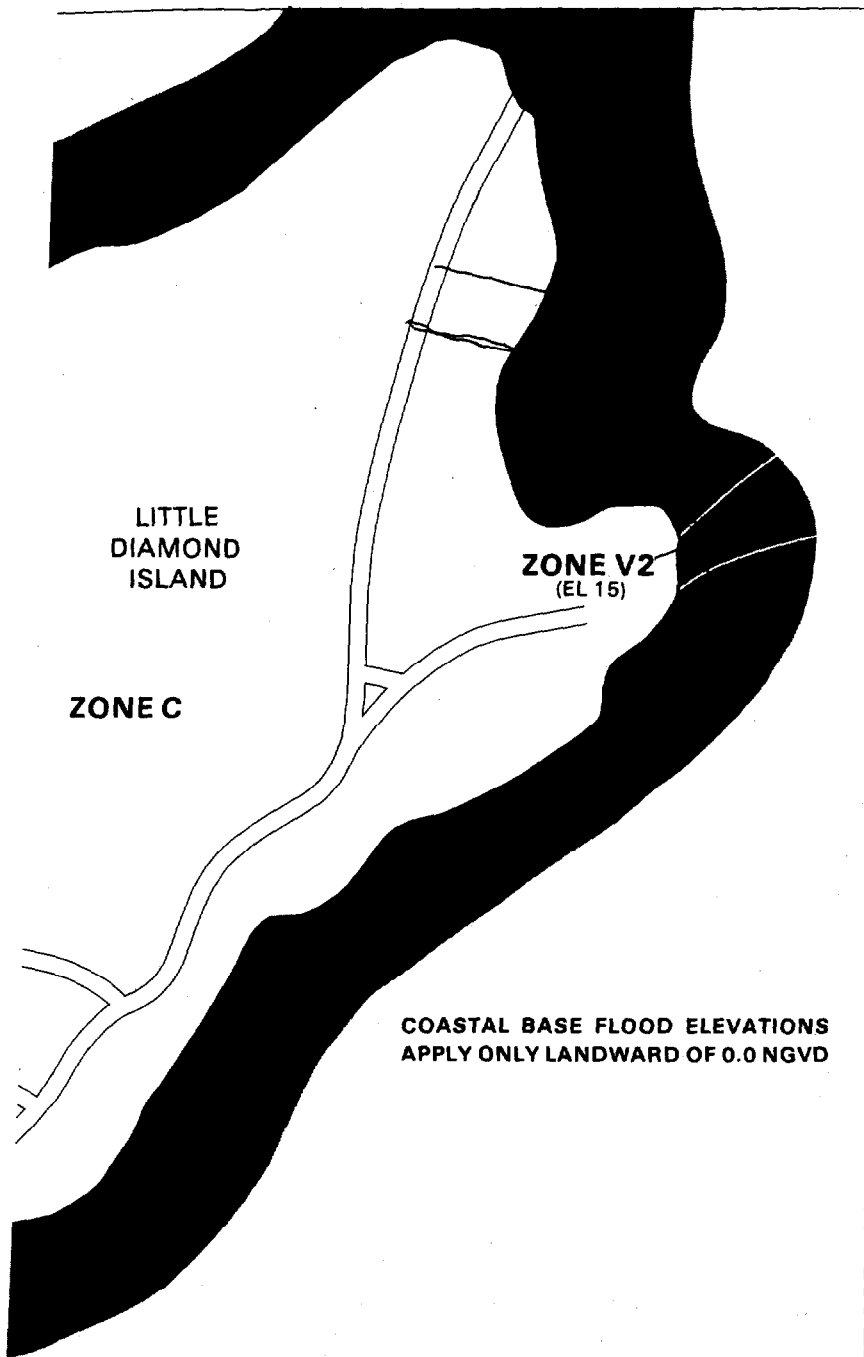 LITTLE
DIAMOND
ISLAND
ZONE V2
(EL 15)
ZONE C
COASTAL BASE FLOOD ELEVATIONS
APPLY ONLY LANDWARD OF 0.0 NGVD